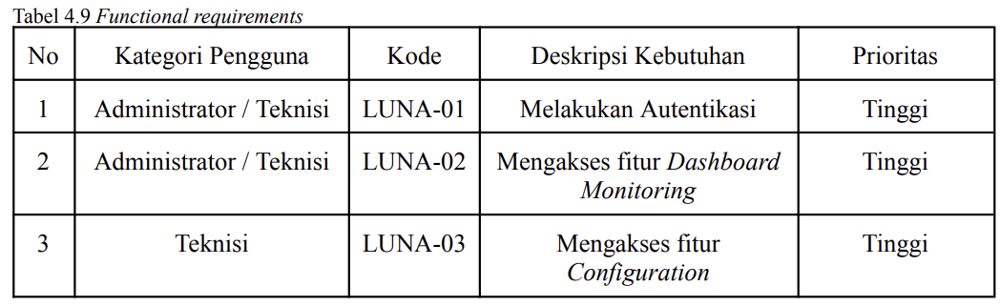 Tabel 4.9 Functional requirements
No Kategori Pengguna Kode Deskripsi Kebutuhan Prioritas
1 Administrator / Teknisi LUNA-01 Melakukan Autentikasi Tinggi
2 Administrator / Teknisi LUNA-02 Mengakses fitur Dashboard Tinggi
Monitoring
3 Teknisi LUNA-03 Mengakses fitur Tinggi
Configuration